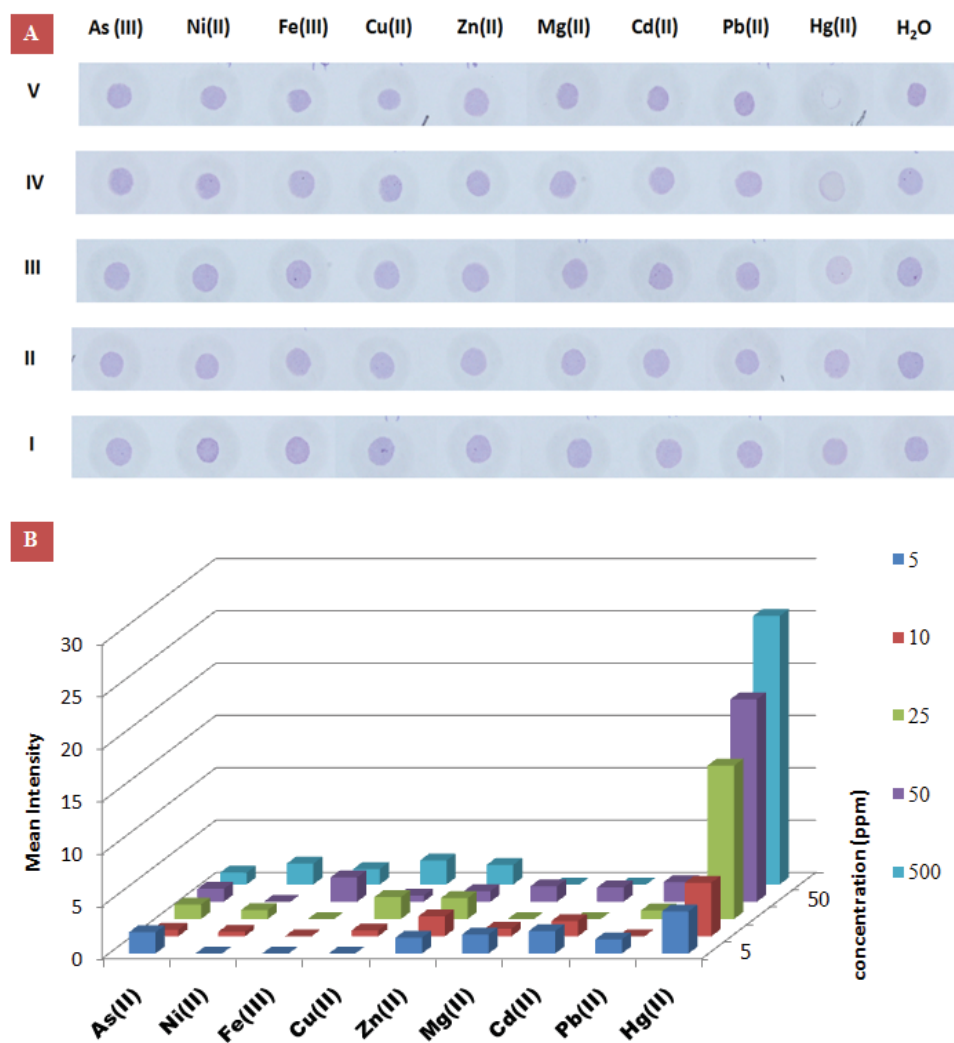 A
As (III) Ni(II) Fe(III) Cu(II) Zn(II) Mg(II) Cd(II) Pb(II) Hg(II) H₂O
V
IV
III
II
I
B
30
25
20
15
10
5
0
Mean Intensity
As(II) Ni(II) Fe(III) Cu(II) Zn(II) Mg(II) Cd(II) Pb(II) Hg(II)
5
50
concentration (ppm)
5
10
25
50
500